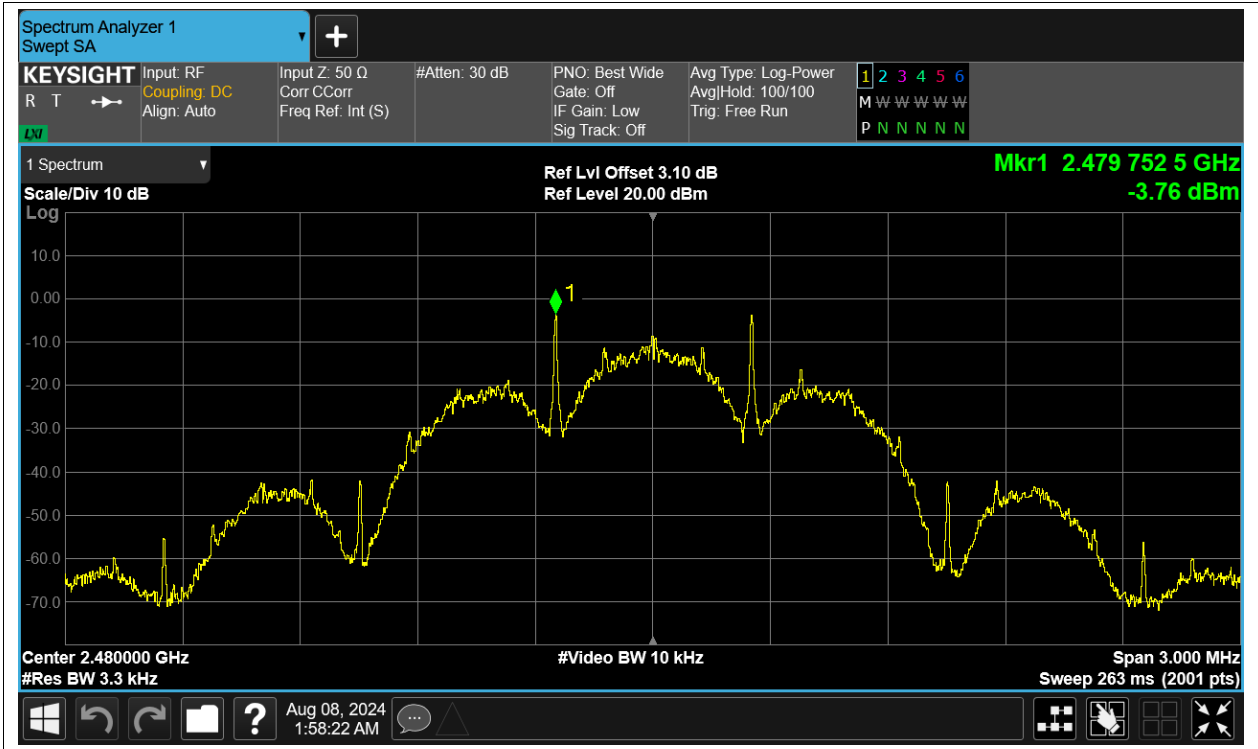 Spectrum Analyzer 1
Swept SA
+
KEYSIGHT
R T
LXI
Input: RF
Coupling: DC
Align: Auto
Input Z: 50 Ω
Corr CCorr
Freq Ref: Int (S)
#Atten: 30 dB
PNO: Best Wide
Gate: Off
IF Gain: Low
Sig Track: Off
Avg Type: Log-Power
Avg|Hold: 100/100
Trig: Free Run
1 2 3 4 5 6
M W W W W W W
P N N N N N N
1 Spectrum
Scale/Div 10 dB
Log
Ref Lvl Offset 3.10 dB
Ref Level 20.00 dBm
Mkr1 2.479 752 5 GHz
-3.76 dBm
10.0
0.00
-10.0
-20.0
-30.0
-40.0
-50.0
-60.0
-70.0
1
Center 2.480000 GHz
#Res BW 3.3 kHz
#Video BW 10 kHz
Span 3.000 MHz
Sweep 263 ms (2001 pts)
?
Aug 08, 2024
1:58:22 AM